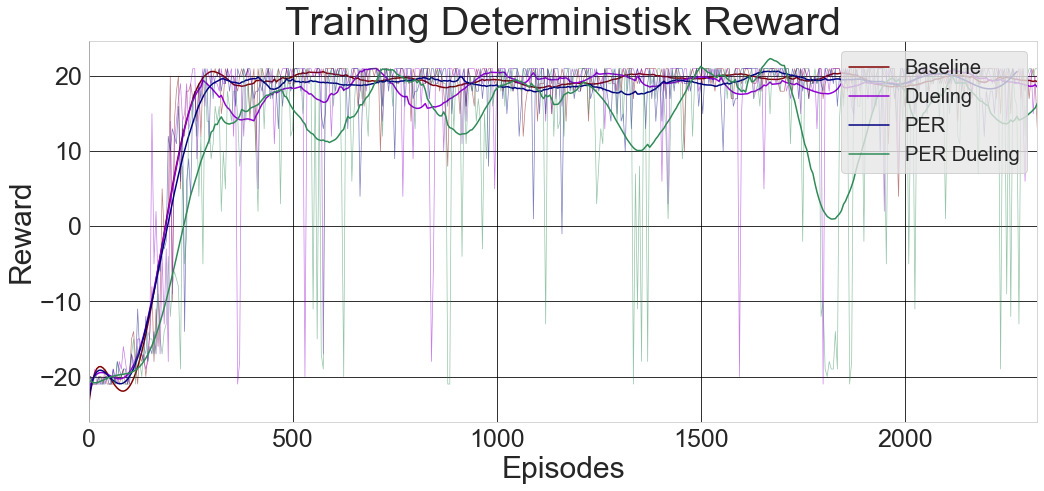 Training Deterministisk Reward
Baseline
Dueling
PER
PER Dueling
Reward
20
10
0
−10
−20
0 500 1000 1500 2000
Episodes